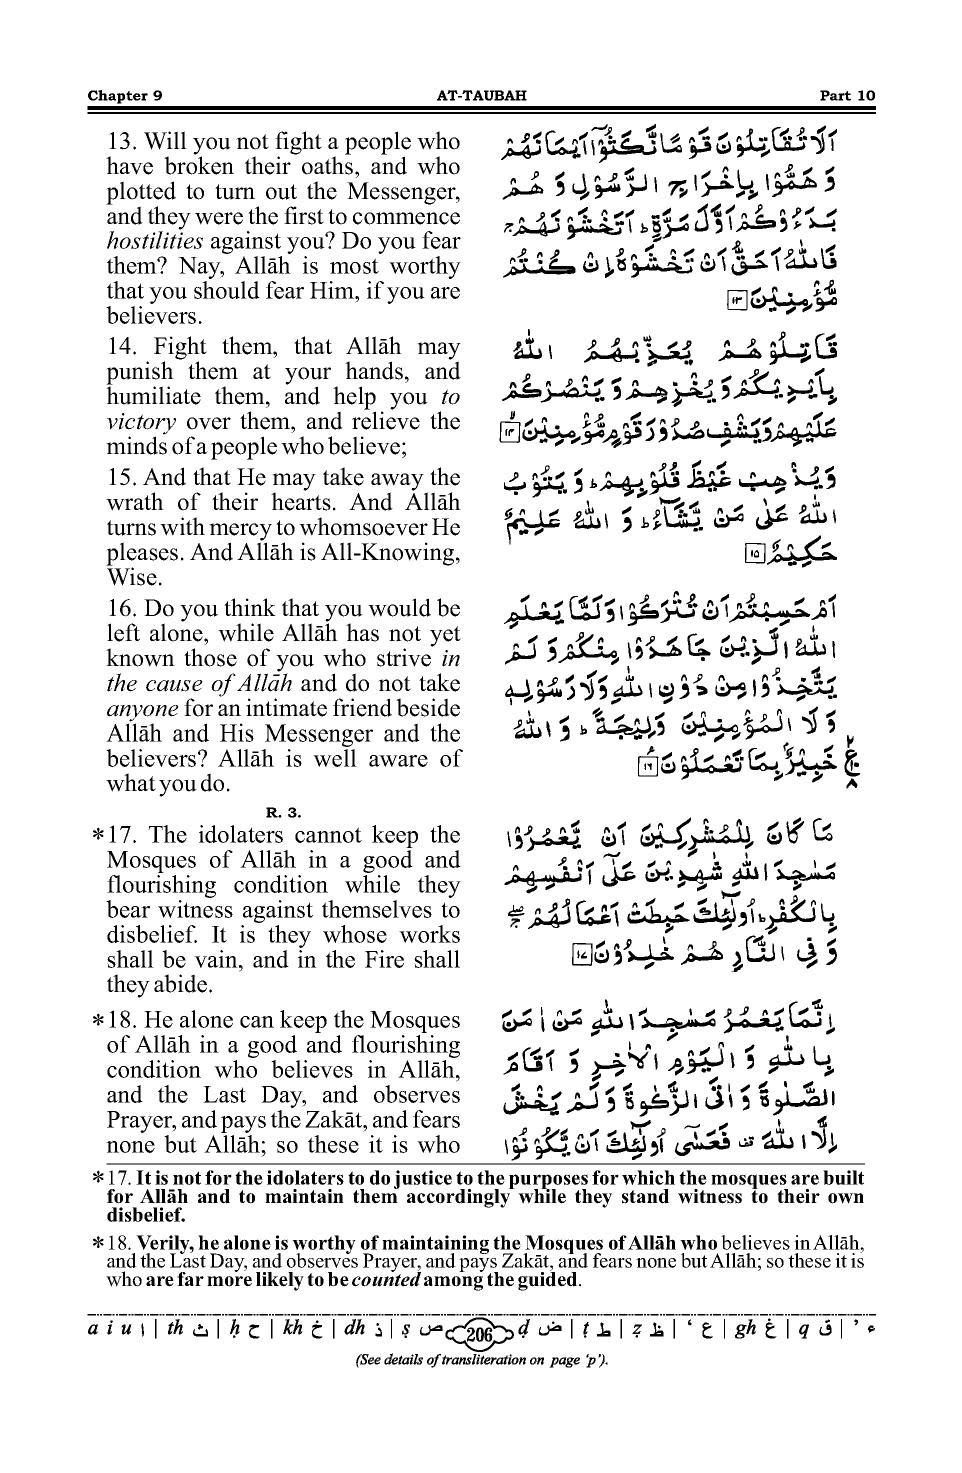 Chapter 9 AT-TAUBAH Part 10
13. Will you not fight a people who
have broken their oaths, and who
plotted to turn out the Messenger,
and they were the first to commence
hostilities against you? Do you fear
them? Nay, Allāh is most worthy
that you should fear Him, if you are
believers.
14. Fight them, that Allāh may
punish them at your hands, and
humiliate them, and help you to
victory over them, and relieve the
minds of a people who believe;
15. And that He may take away the
wrath of their hearts. And Allāh
turns with mercy to whomsoever He
pleases. And Allāh is All-Knowing,
Wise.
16. Do you think that you would be
left alone, while Allāh has not yet
known those of you who strive in
the cause of Allāh and do not take
anyone for an intimate friend beside
Allāh and His Messenger and the
believers? Allāh is well aware of
what you do.
R. 3.
*17. The idolaters cannot keep the
Mosques of Allāh in a good and
flourishing condition while they
bear witness against themselves to
disbelief. It is they whose works
shall be vain, and in the Fire shall
they abide.
*18. He alone can keep the Mosques
of Allāh in a good and flourishing
condition who believes in Allāh,
and the Last Day, and observes
Prayer, and pays the Zakāt, and fears
none but Allāh; so these it is who
اَلَا تُقَاتِلُوْنَ قَوْمًا نَّكَثُوْۤا اَيْمَانَهُمْ
وَ هَمُّوْا بِاِخْرَاجِ الرَّسُوْلِ وَ هُمْ
بَدَءُوْكُمْ اَوَّلَ مَرَّةٍ ؕ اَتَخْشَوْنَهُمْ ۚ
فَاللّٰهُ اَحَقُّ اَنْ تَخْشَوْهُ اِنْ كُنْتُمْ
مُّؤْمِنِيْنَ ۝۱۳
قَاتِلُوْهُمْ يُعَذِّبْهُمُ اللّٰهُ
بِاَيْدِيْكُمْ وَ يُخْزِهِمْ وَ يَنْصُرْكُمْ
عَلَيْهِمْ وَ يَشْفِ صُدُوْرَ قَوْمٍ مُّؤْمِنِيْنَ ۝۱۴
وَ يُذْهِبْ غَيْظَ قُلُوْبِهِمْ ؕ وَ يَتُوْبُ
اللّٰهُ عَلٰى مَنْ يَّشَآءُ ؕ وَ اللّٰهُ عَلِيْمٌ
حَكِيْمٌ ۝۱۵
اَمْ حَسِبْتُمْ اَنْ تُتْرَكُوْا وَ لَمَّا يَعْلَمِ
اللّٰهُ الَّذِيْنَ جَاهَدُوْا مِنْكُمْ وَ لَمْ
يَتَّخِذُوْا مِنْ دُوْنِ اللّٰهِ وَ لَا رَسُوْلِهٖ
وَ لَا الْمُؤْمِنِيْنَ وَلِيْجَةً ؕ وَ اللّٰهُ
خَبِيْرٌۢ بِمَا تَعْمَلُوْنَ ۝۱۶
مَا كَانَ لِلْمُشْرِكِيْنَ اَنْ يَّعْمُرُوْا
مَسٰجِدَ اللّٰهِ شٰهِدِيْنَ عَلٰۤى اَنْفُسِهِمْ
بِالْكُفْرِ ؕ اُولٰٓئِكَ حَبِطَتْ اَعْمَالُهُمْ ۖۚ
وَ فِى النَّارِ هُمْ خٰلِدُوْنَ ۝۱۷
اِنَّمَا يَعْمُرُ مَسٰجِدَ اللّٰهِ مَنْ اٰمَنَ
بِاللّٰهِ وَ الْيَوْمِ الْاٰخِرِ وَ اَقَامَ
الصَّلٰوةَ وَ اٰتَى الزَّكٰوةَ وَ لَمْ يَخْشَ
اِلَّا اللّٰهَ ۫ فَعَسٰۤى اُولٰٓئِكَ اَنْ يَّكُوْنُوْا
*17. It is not for the idolaters to do justice to the purposes for which the mosques are built
for Allāh and to maintain them accordingly while they stand witness to their own
disbelief.
*18. Verily, he alone is worthy of maintaining the Mosques of Allāh who believes in Allāh,
and the Last Day, and observes Prayer, and pays Zakāt, and fears none but Allāh; so these it is
who are far more likely to be counted among the guided.
a i u ا | th ث | ḥ ح | kh خ | dh ذ | ṣ ص 206 ḍ ض | ṭ ط | ẓ ظ | ‘ ع | gh غ | q ق | ’ ء
(See details of transliteration on page ‘p’).